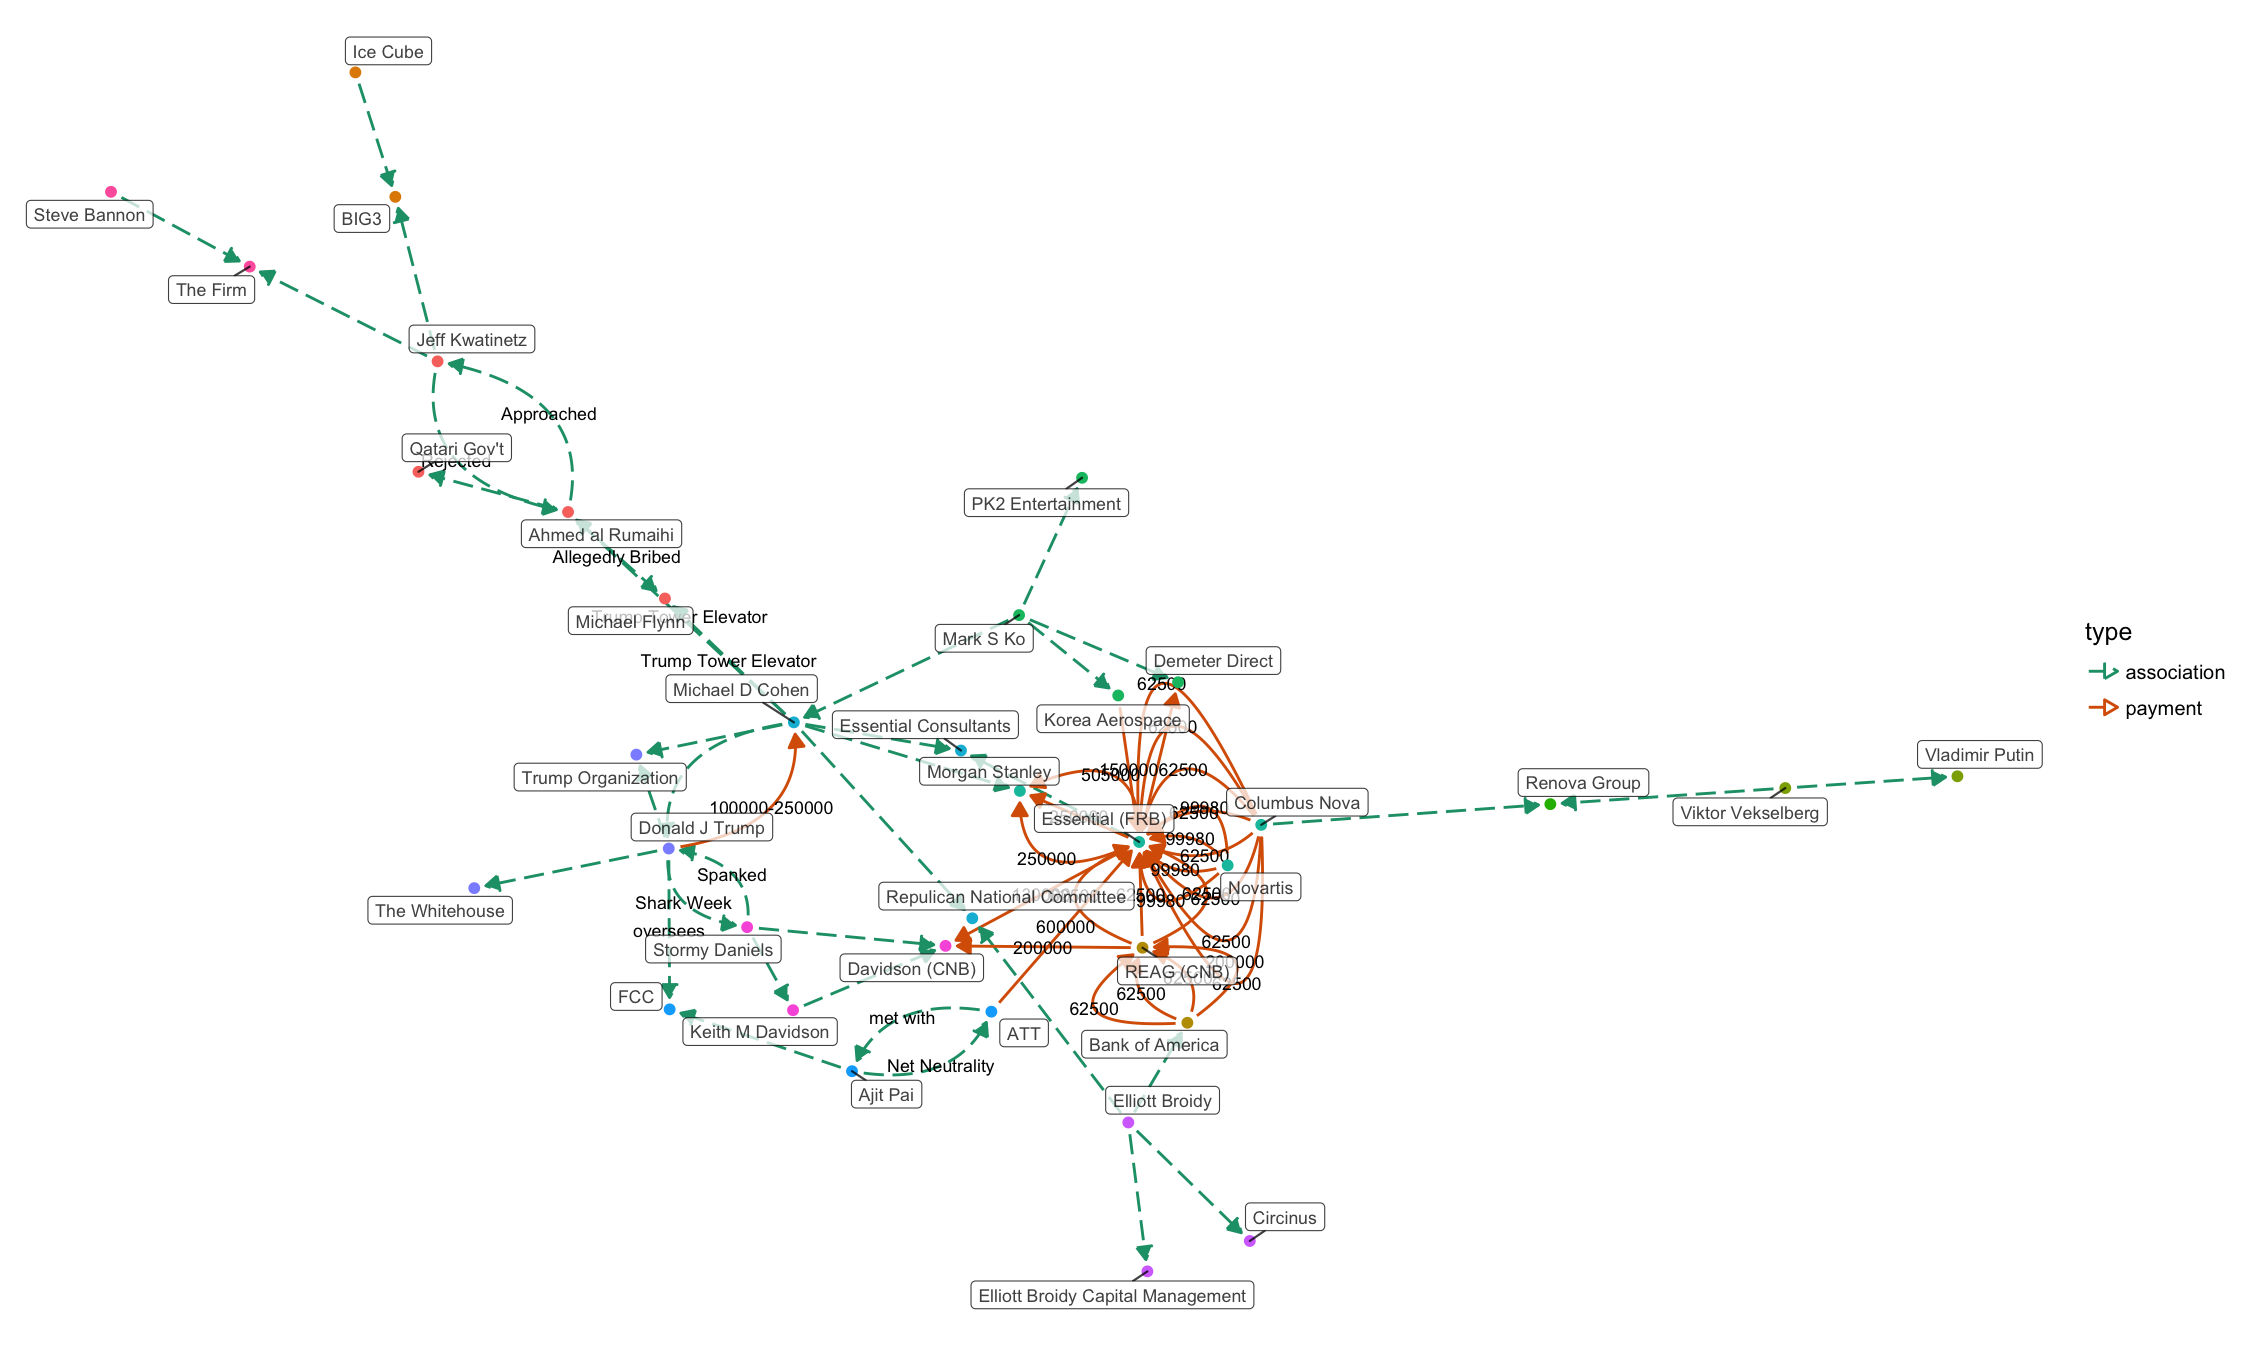 Ice Cube
Steve Bannon
BIG3
The Firm
Jeff Kwatinetz
Approached
Qatari Gov't
Rejected
PK2 Entertainment
Ahmed al Rumaihi
Allegedly Bribed
Michael Flynn
Trump Tower Elevator
type
association
payment
Mark S Ko
Trump Tower Elevator
Demeter Direct
Michael D Cohen
62500
Korea Aerospace
Essential Consultants
62500
Vladimir Putin
Trump Organization
Morgan Stanley
505000
150000
62500
Renova Group
Viktor Vekselberg
100000-250000
Columbus Nova
99980
62500
Donald J Trump
Essential (FRB)
99980
250000
62500
99980
Spanked
Novartis
Repulican National Committee
62500
62500
62500
99980
Shark Week
The Whitehouse
oversees
600000
Stormy Daniels
200000
62500
Davidson (CNB)
200000
REAG (CNB)
62500
FCC
62500
62500
Keith M Davidson
met with
ATT
Bank of America
Net Neutrality
Ajit Pai
Elliott Broidy
Circinus
Elliott Broidy Capital Management